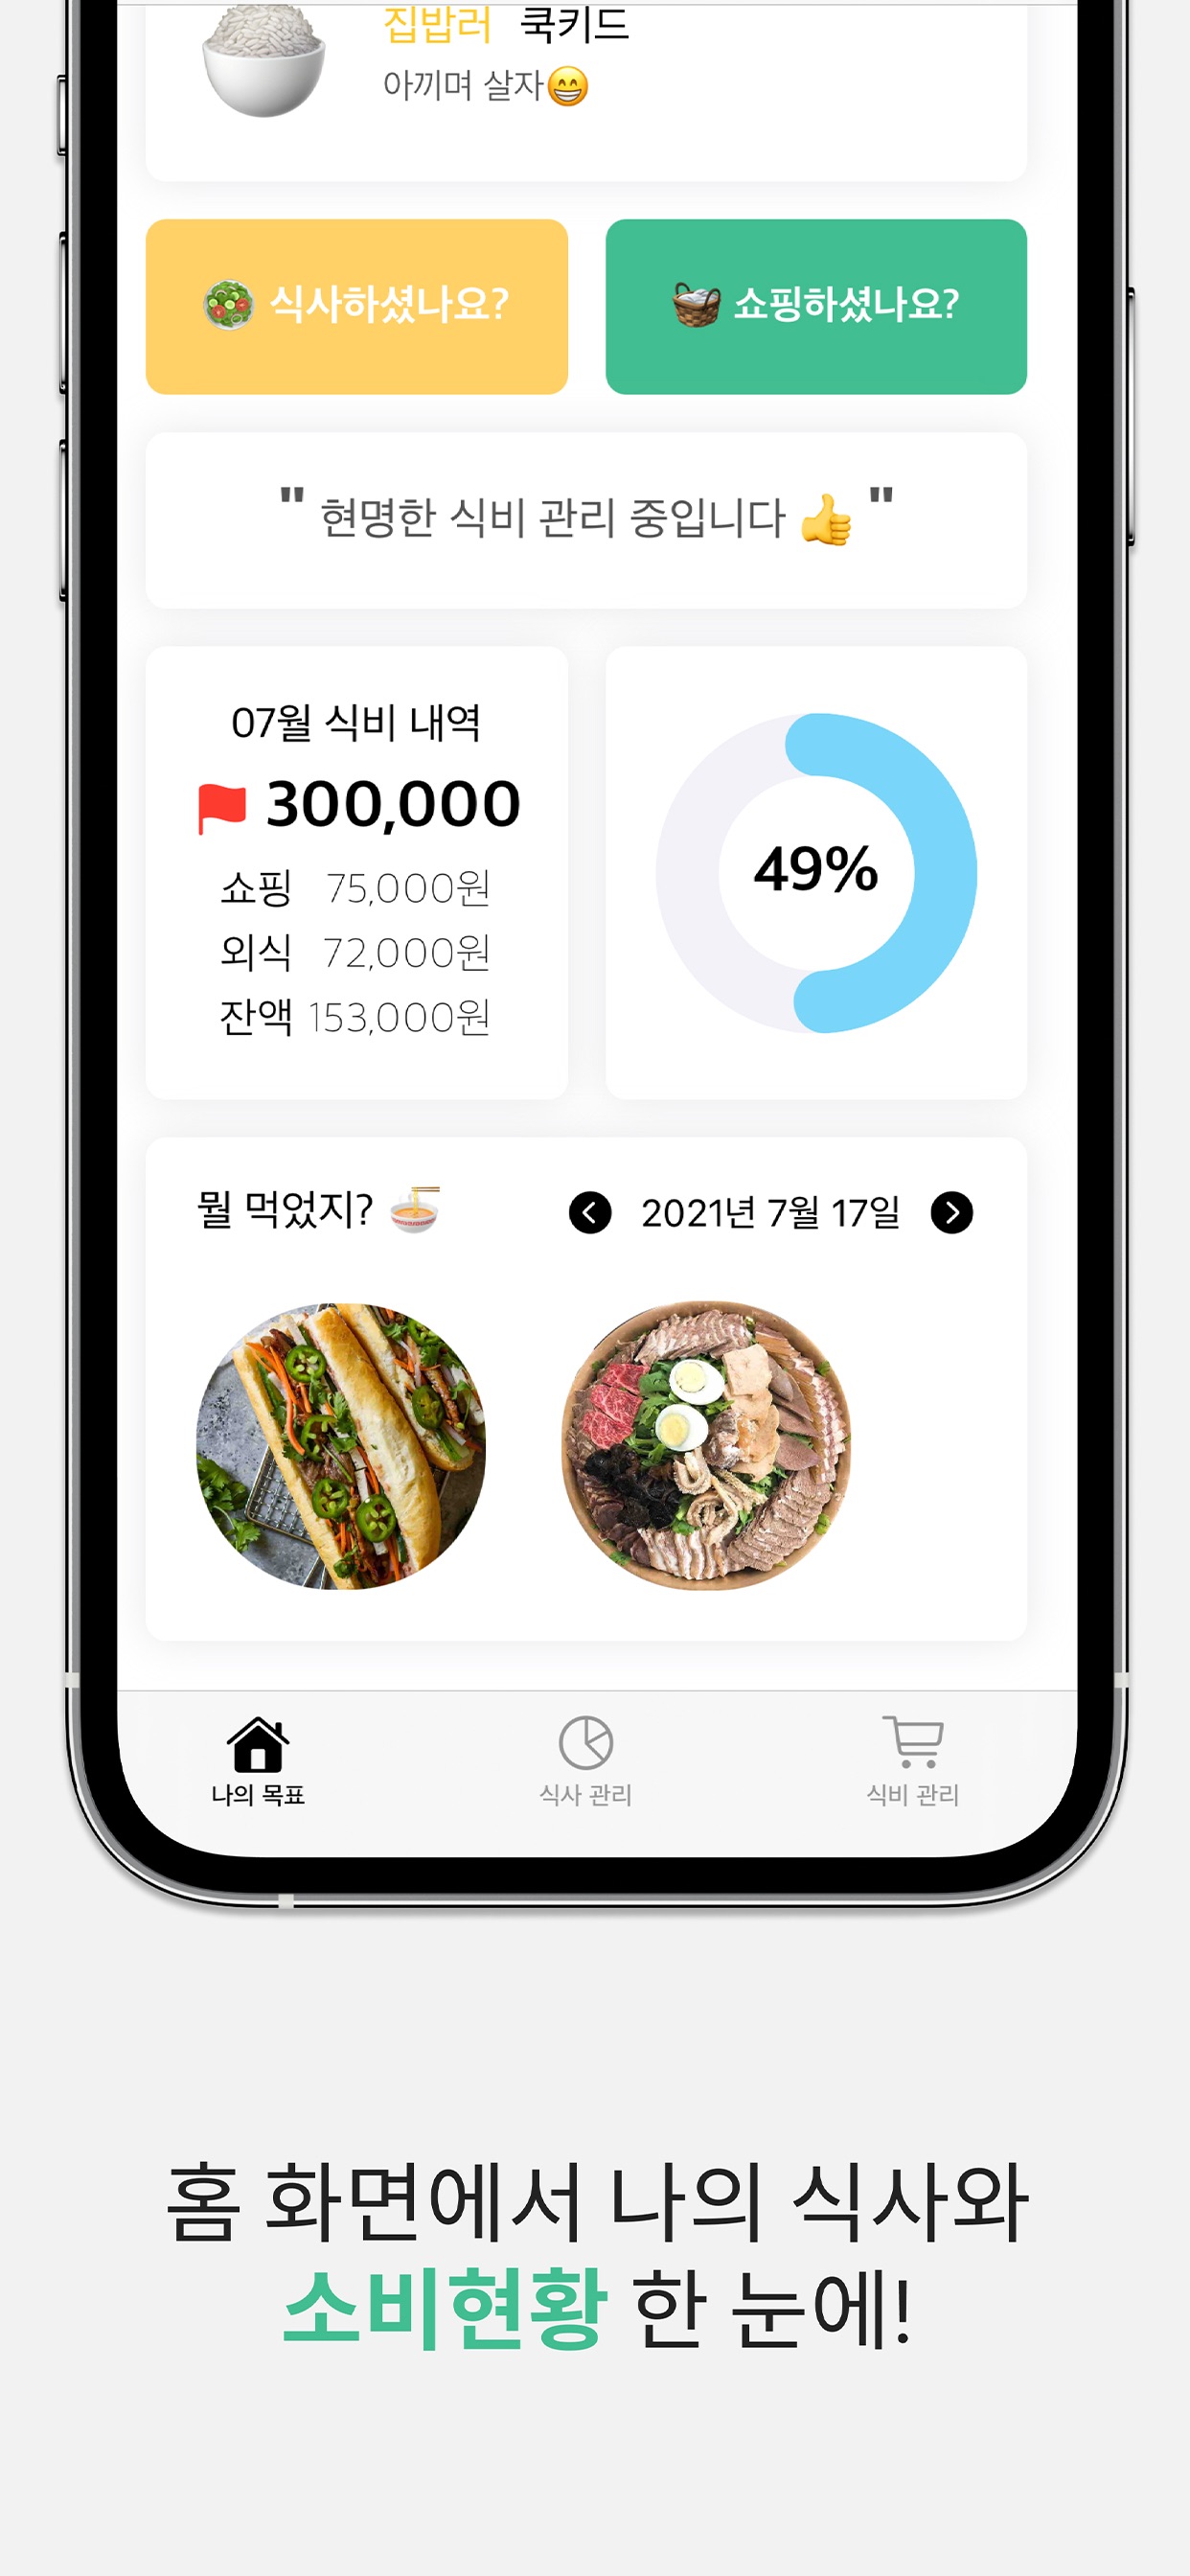 집밥러 쿡키드
아끼며 살자😁
🥗 식사하셨나요?
🧺 쇼핑하셨나요?
" 현명한 식비 관리 중입니다 👍 "
07월 식비 내역
🚩 300,000
쇼핑 75,000원
외식 72,000원
잔액 153,000원
49%
뭘 먹었지? 🍜
2021년 7월 17일
나의 목표
식사 관리
식비 관리
홈 화면에서 나의 식사와
소비현황 한 눈에!